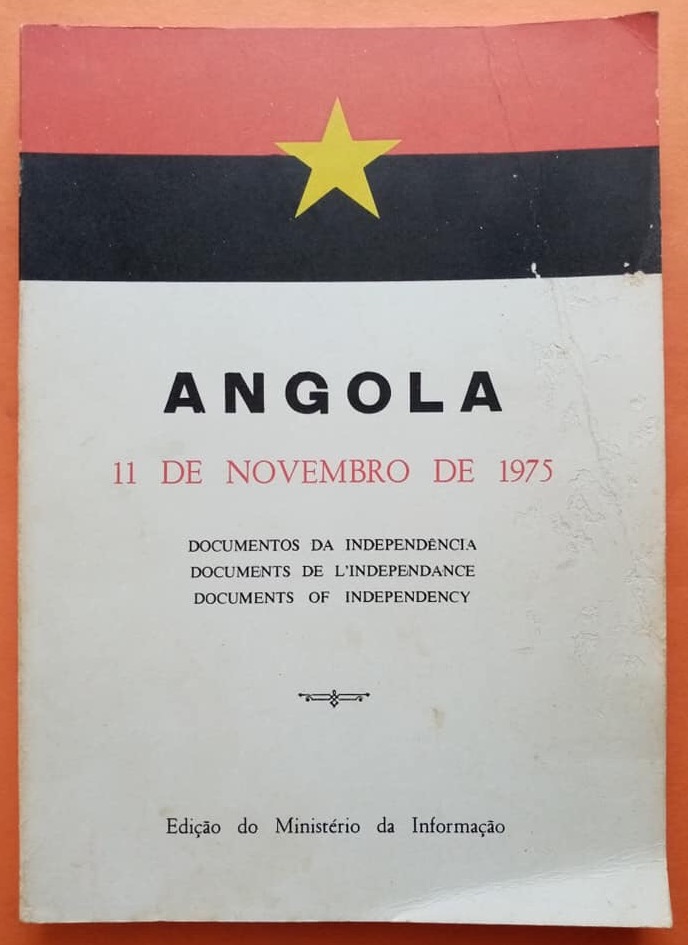 ANGOLA
11 DE NOVEMBRO DE 1975
DOCUMENTOS DA INDEPENDÊNCIA
DOCUMENTS DE L'INDEPENDANCE
DOCUMENTS OF INDEPENDENCY
Edição do Ministério da Informação